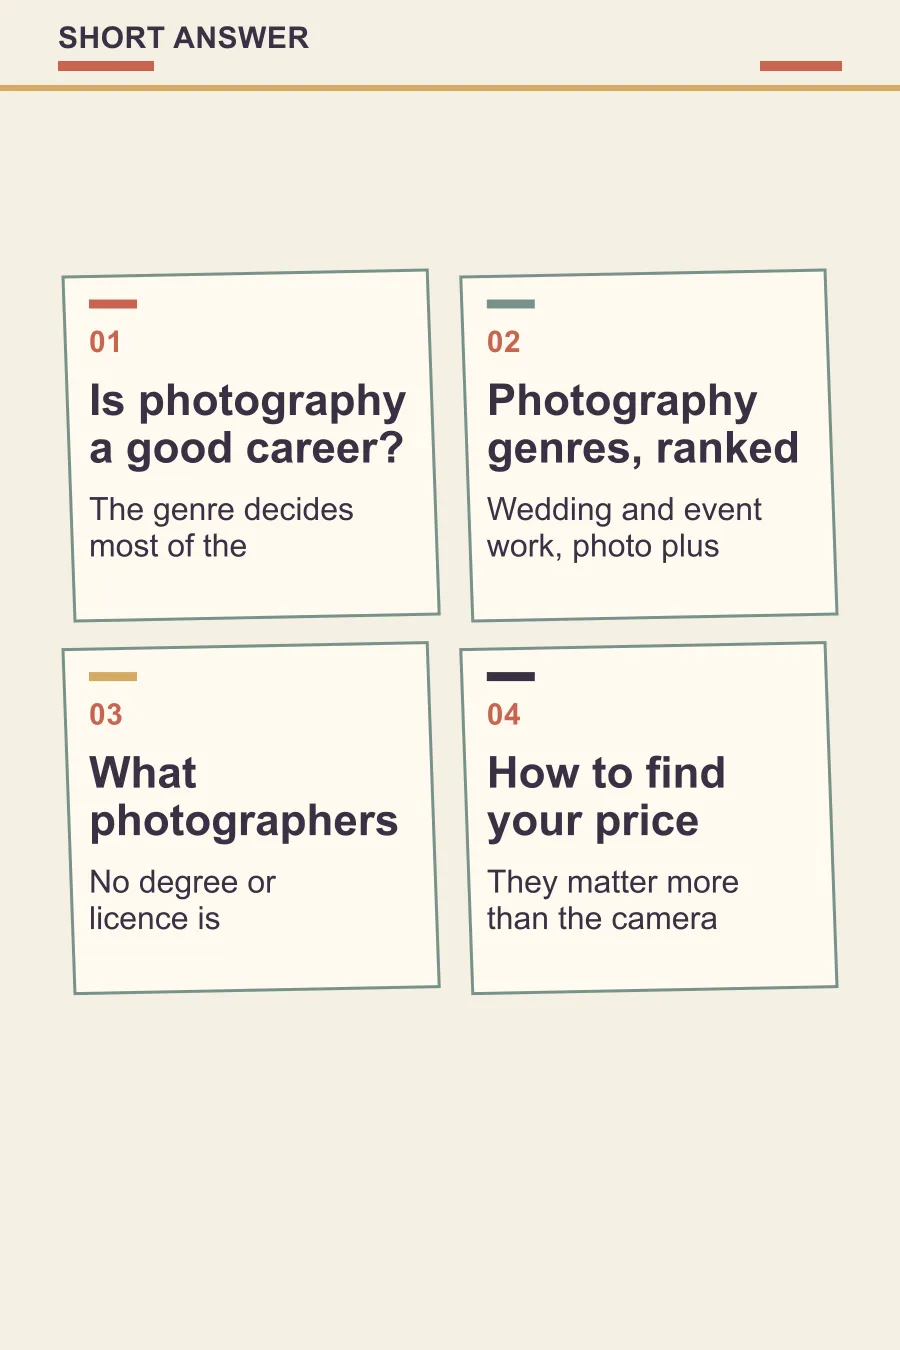 SHORT ANSWER
01
Is photography
a good career?
The genre decides
most of the
02
Photography
genres, ranked
Wedding and event
work, photo plus
03
What
photographers
No degree or
licence is
04
How to find
your price
They matter more
than the camera